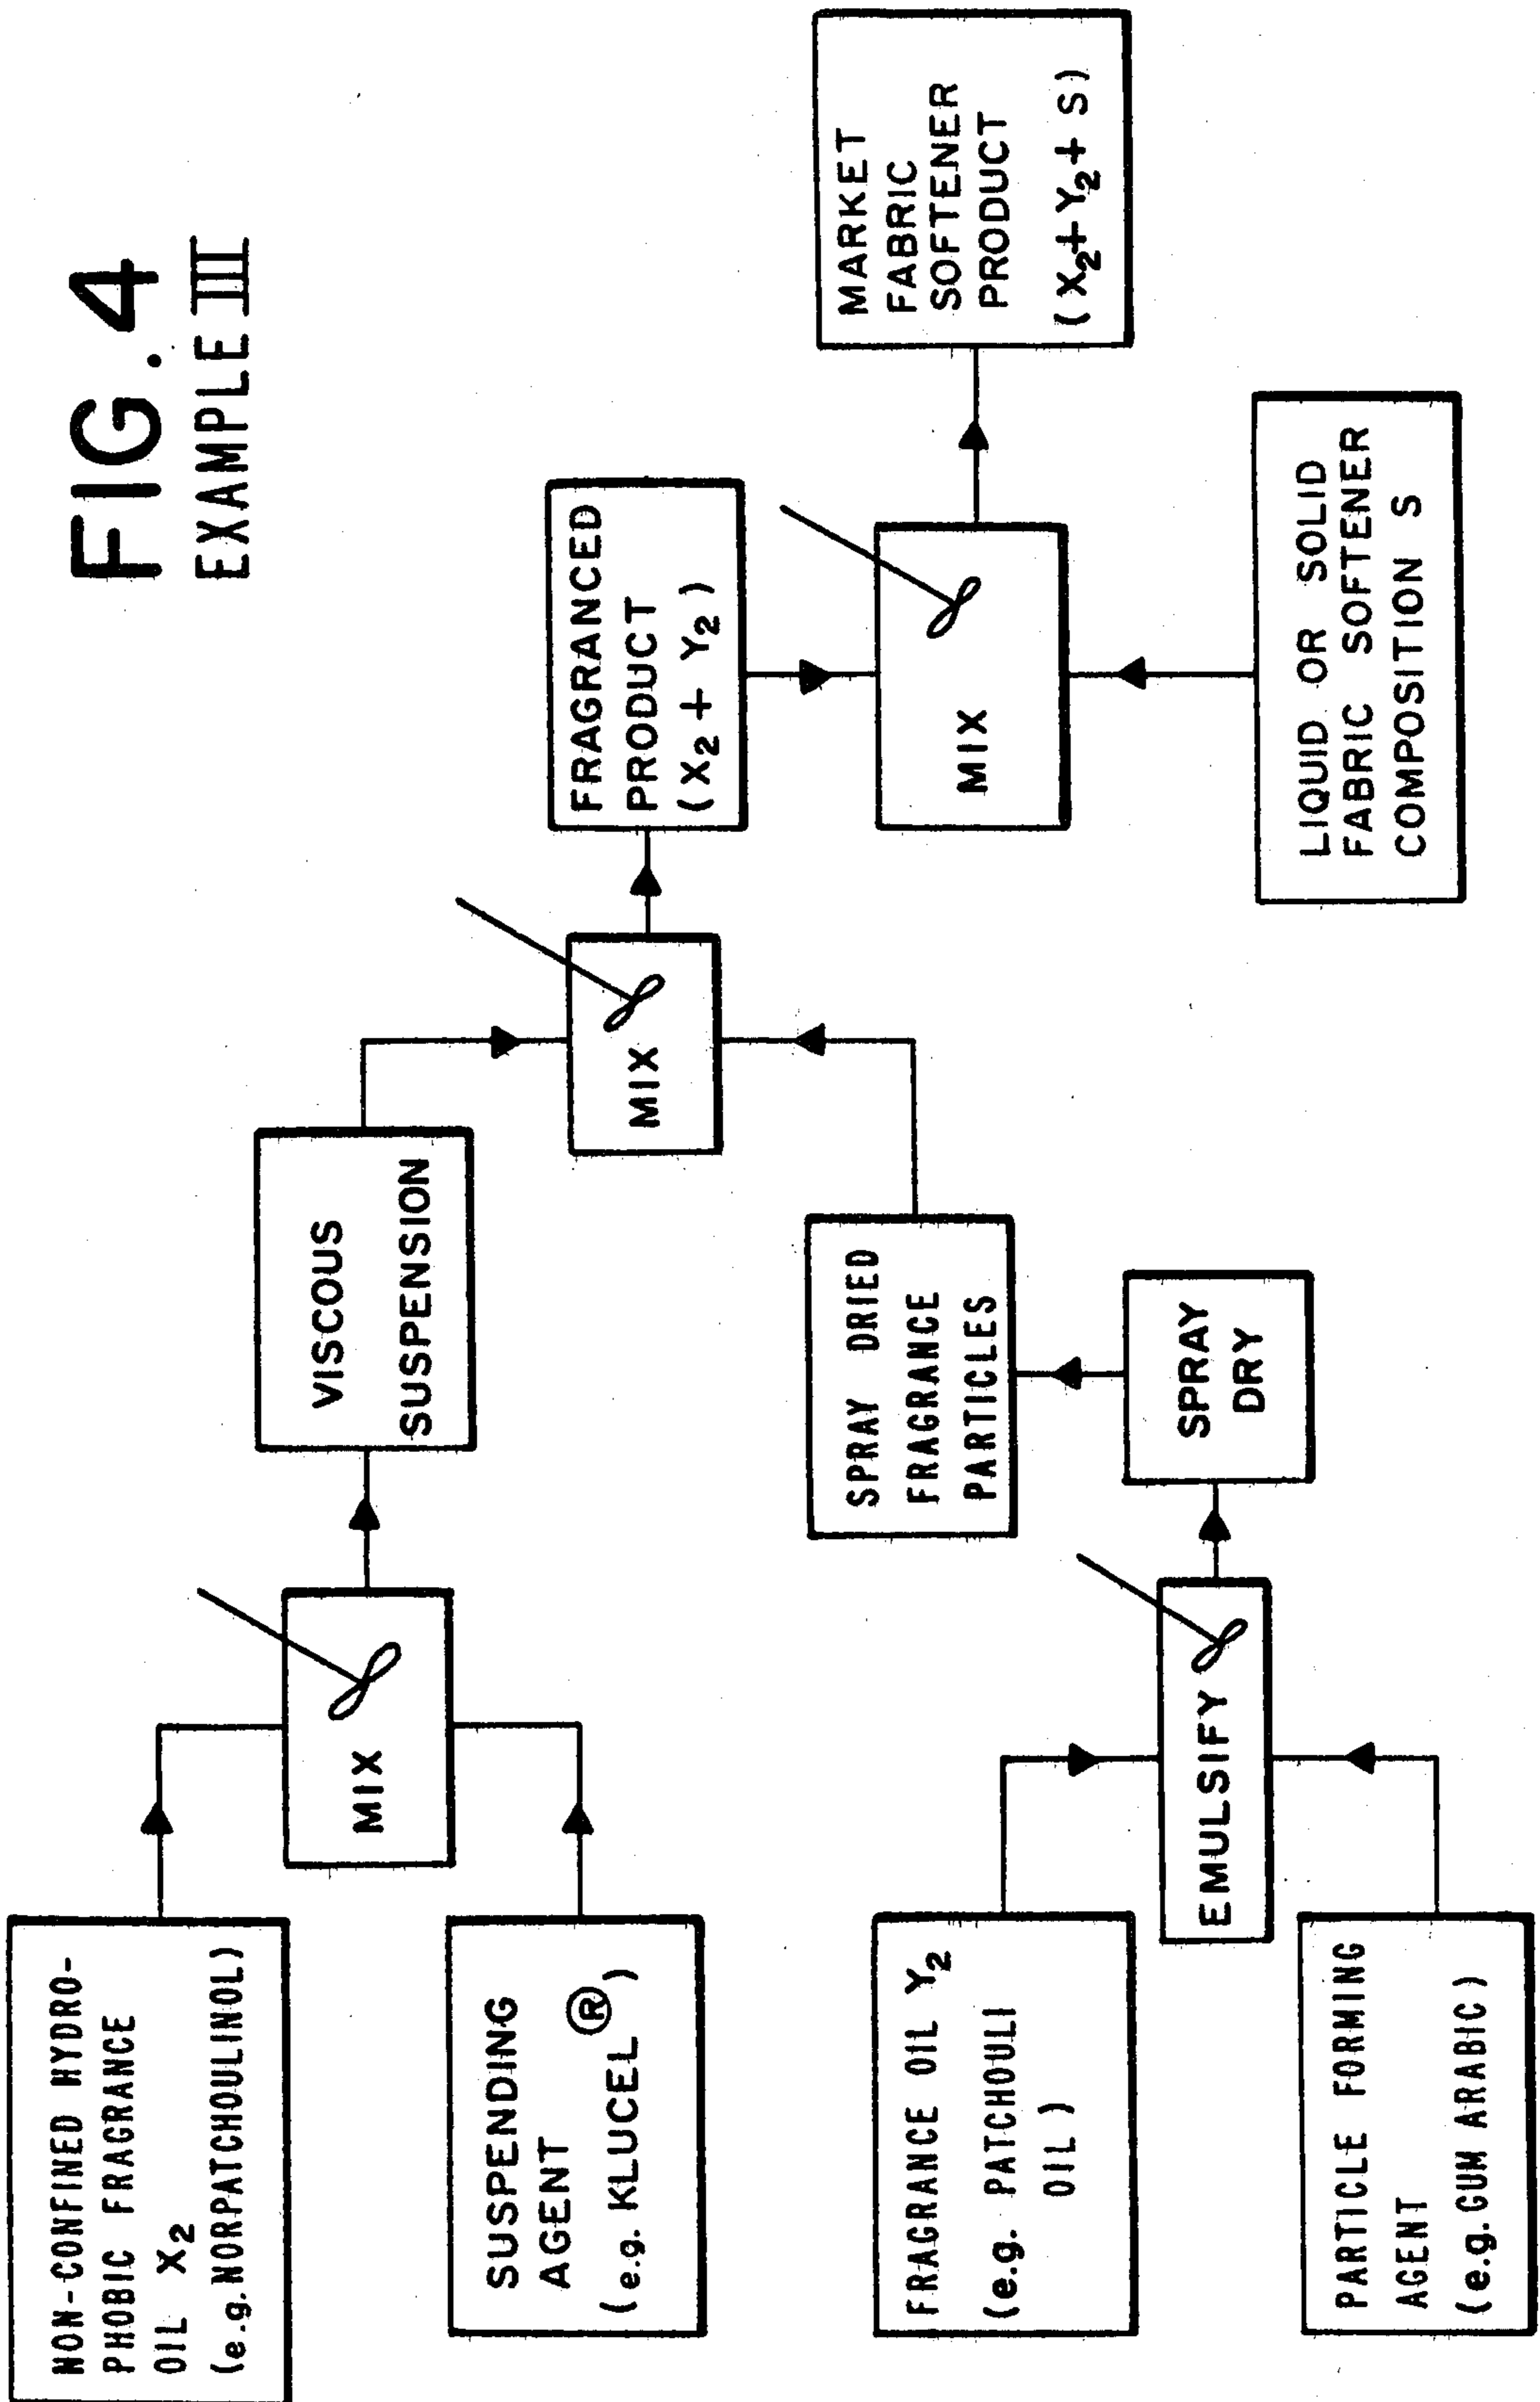 FIG. 4
EXAMPLE III
NON-CONFINED HYDRO-
PHOBIC FRAGRANCE
OIL X₂
(e.g. NORPATCHOULINOL)
SUSPENDING
AGENT
(e.g. KLUCEL ®)
MIX
VISCOUS
SUSPENSION
FRAGRANCE OIL Y₂
(e.g. PATCHOULI
OIL)
PARTICLE FORMING
AGENT
(e.g. GUM ARABIC)
EMULSIFY
SPRAY
DRY
SPRAY DRIED
FRAGRANCE
PARTICLES
MIX
FRAGRANCED
PRODUCT
(X₂ + Y₂)
MIX
LIQUID OR SOLID
FABRIC SOFTENER
COMPOSITION S
MARKET
FABRIC
SOFTENER
PRODUCT
(X₂ + Y₂ + S)